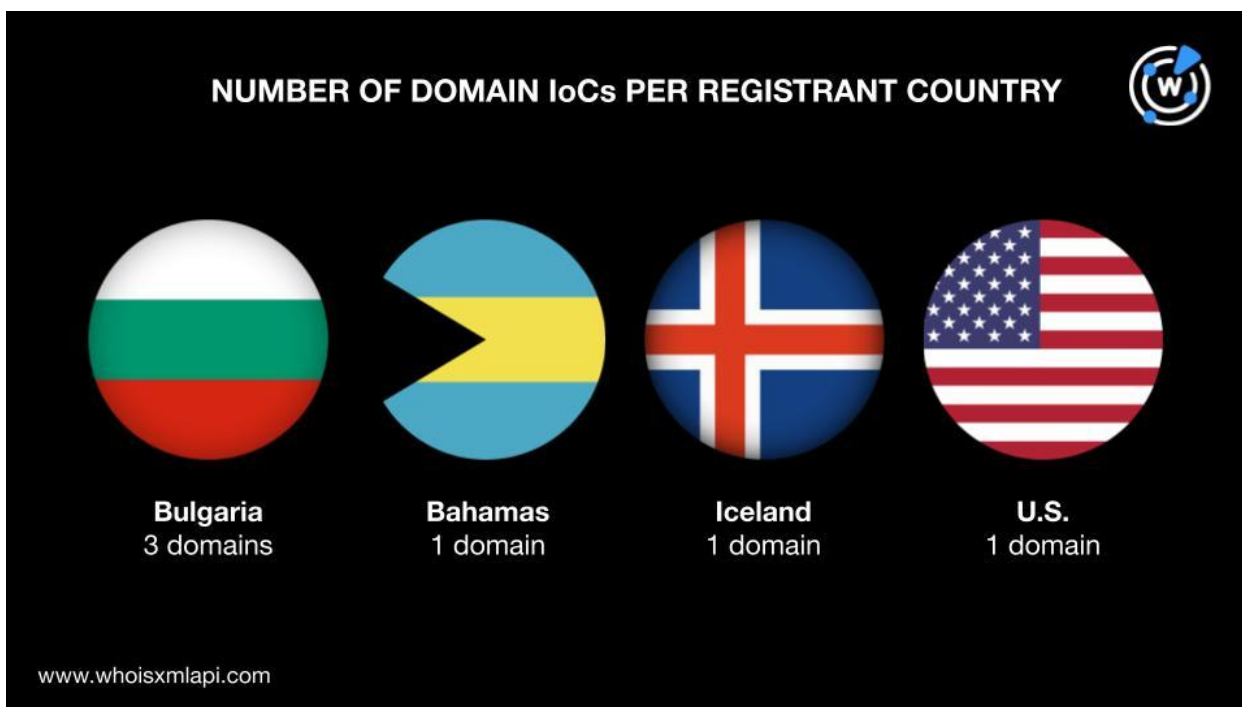 NUMBER OF DOMAIN IoCs PER REGISTRANT COUNTRY
W
Bulgaria
3 domains
Bahamas
1 domain
Iceland
1 domain
U.S.
1 domain
www.whoisxmlapi.com